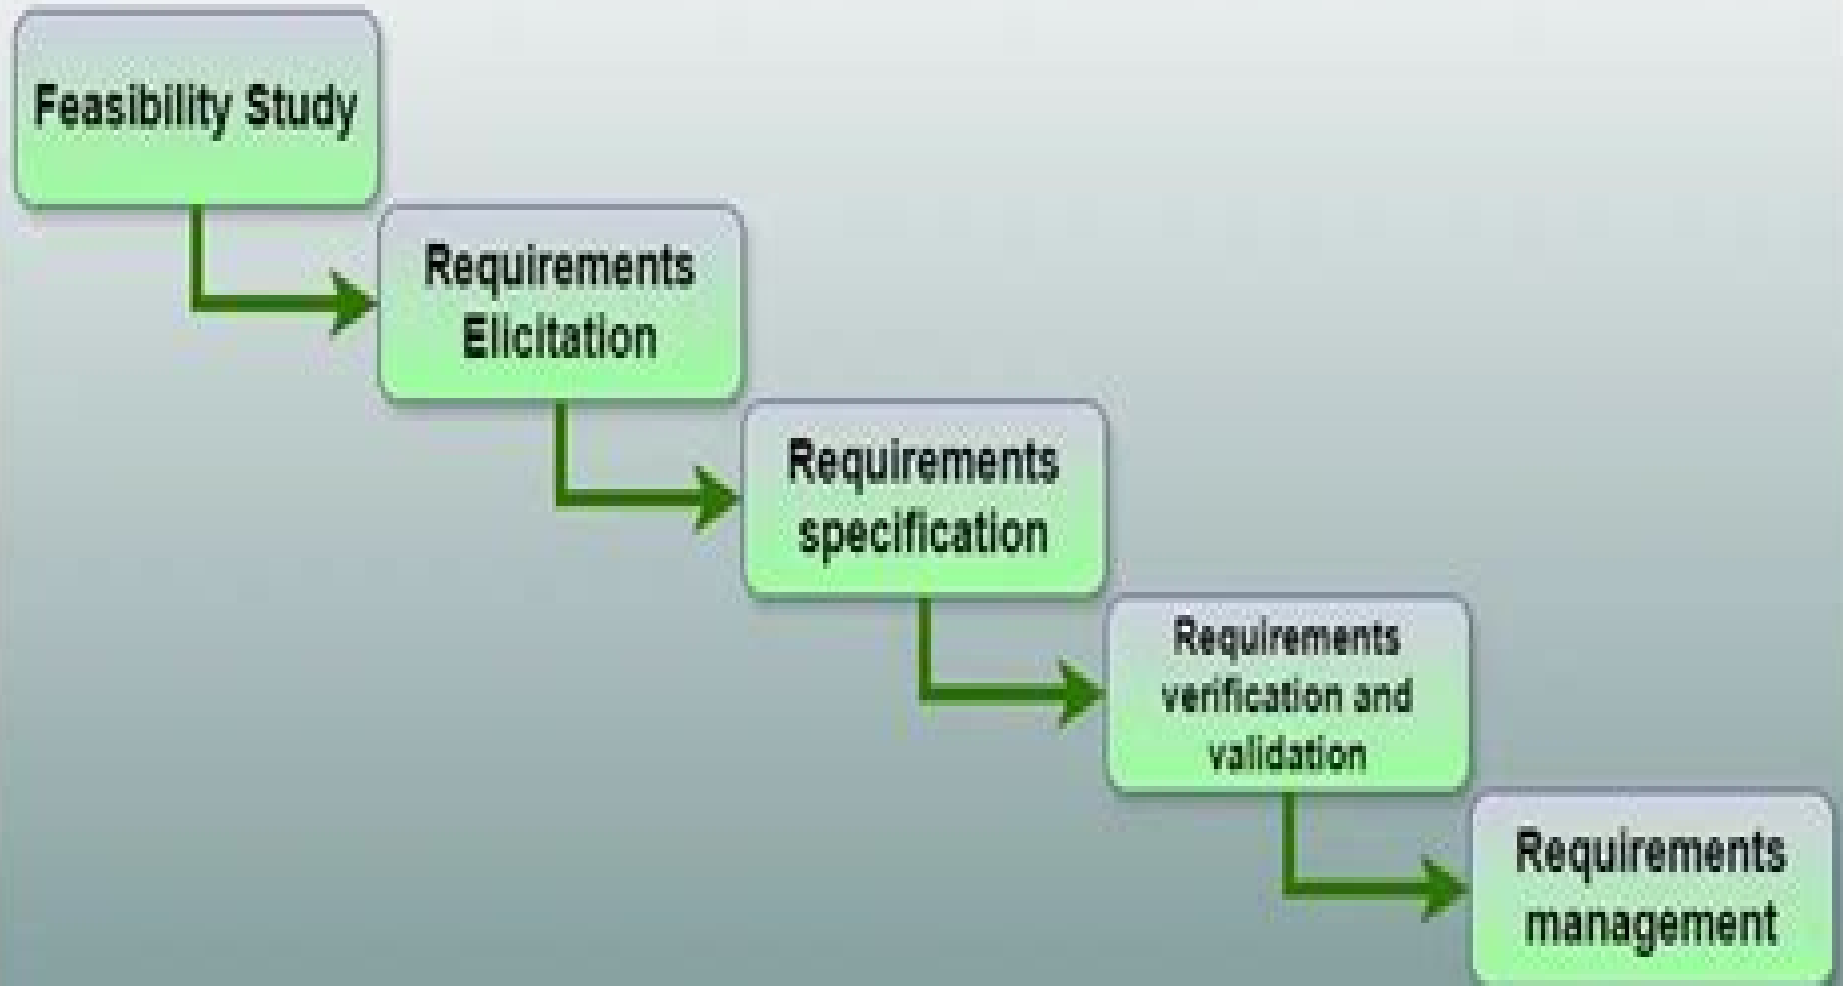 Feasibility Study
Requirements
Elicitation
Requirements
specification
Requirements
verification and
validation
Requirements
management